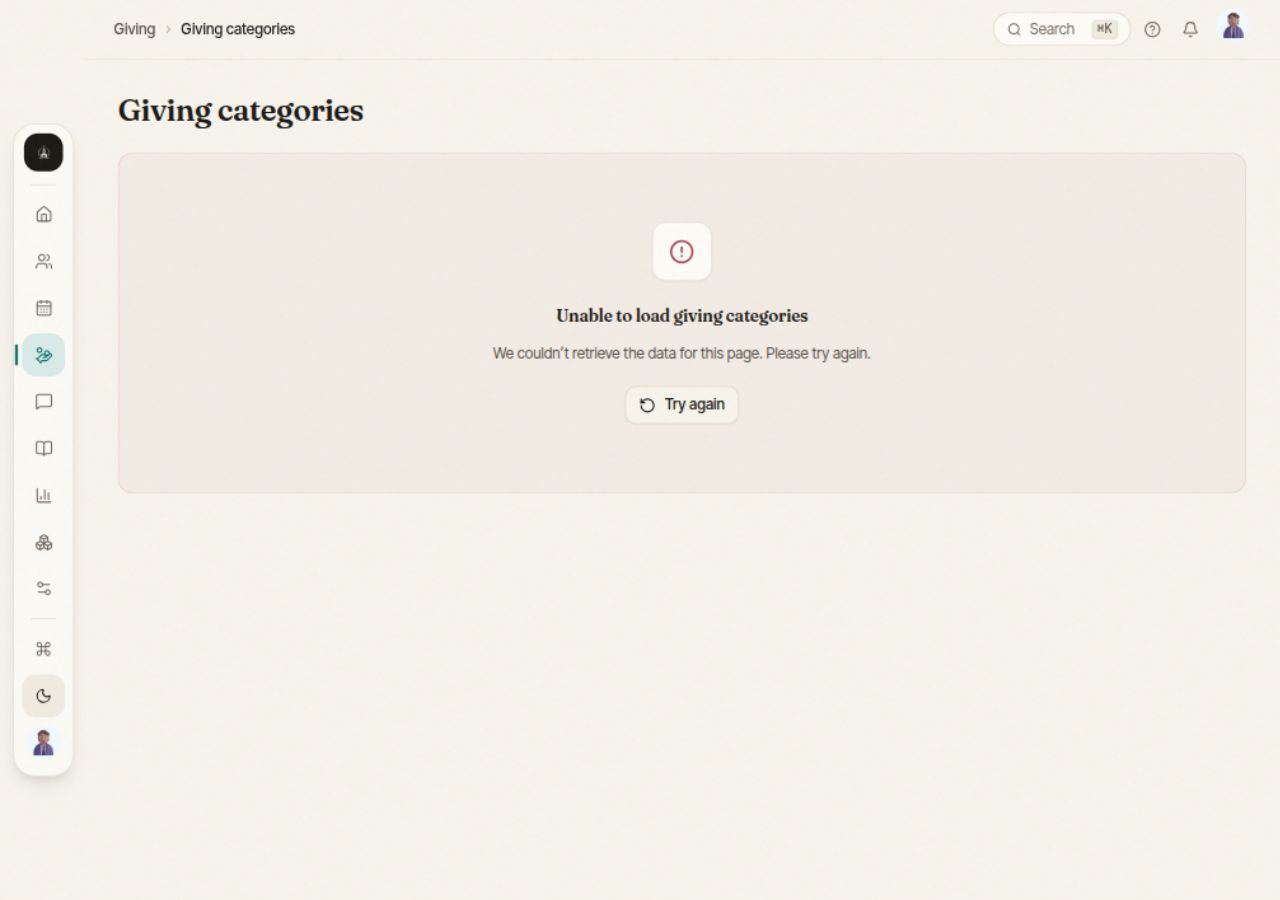 Giving › Giving categories
Search ⌘K
Giving categories
Unable to load giving categories
We couldn’t retrieve the data for this page. Please try again.
Try again